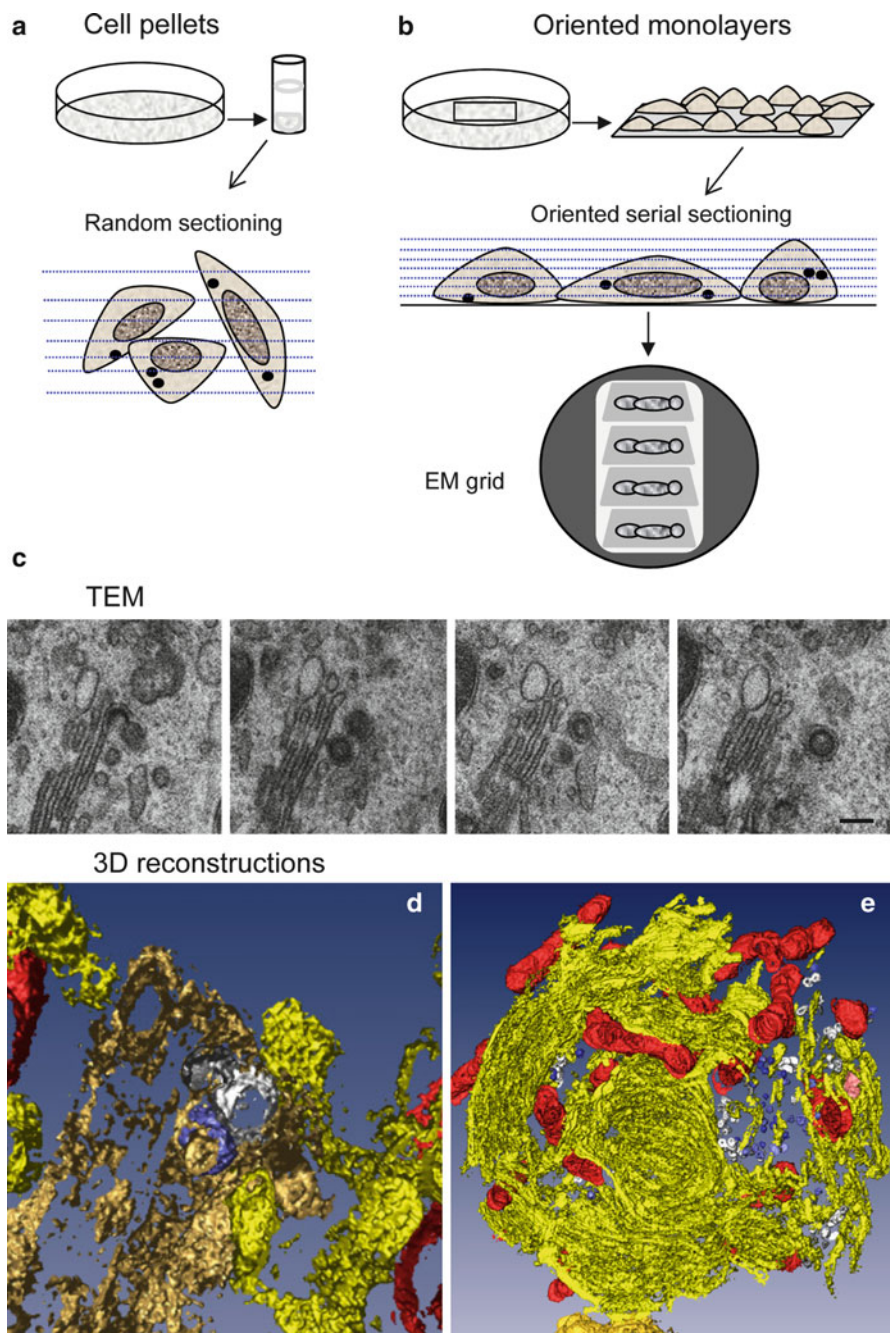 a
Cell pellets
b
Oriented monolayers
Random sectioning
Oriented serial sectioning
EM grid
c
TEM
3D reconstructions
d
e